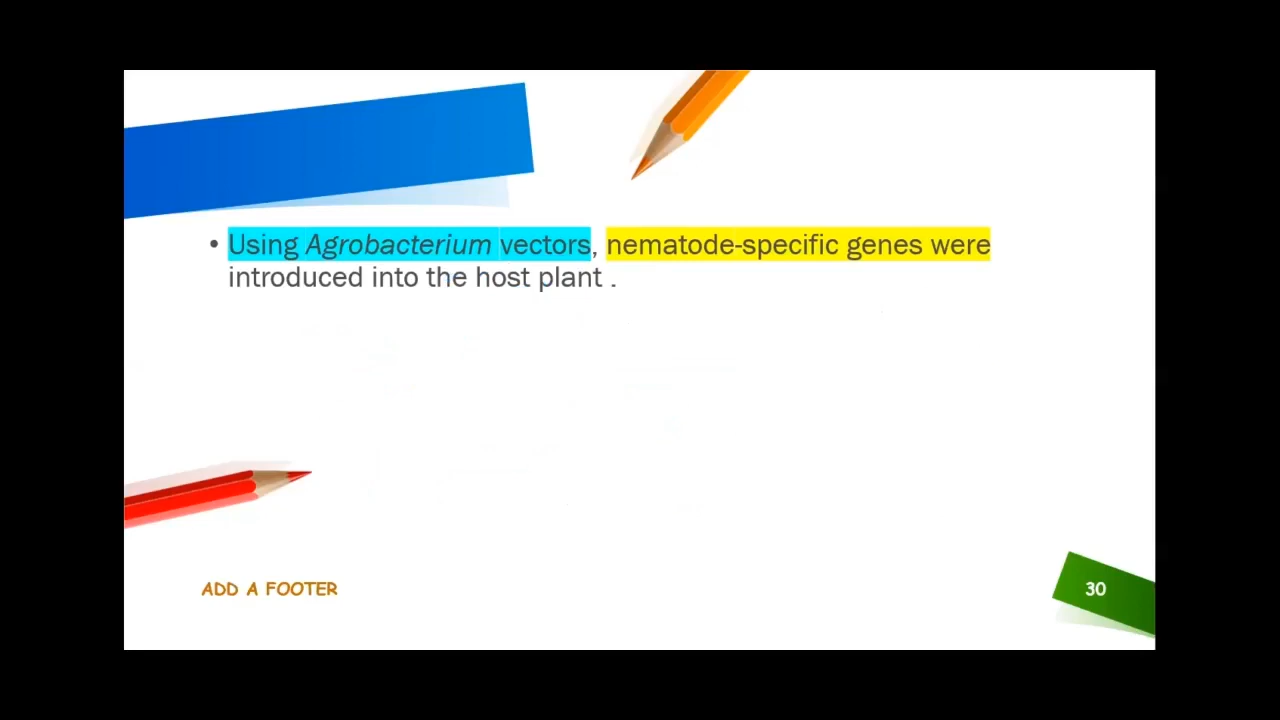 • Using Agrobacterium vectors, nematode-specific genes were
introduced into the host plant .
ADD A FOOTER
30